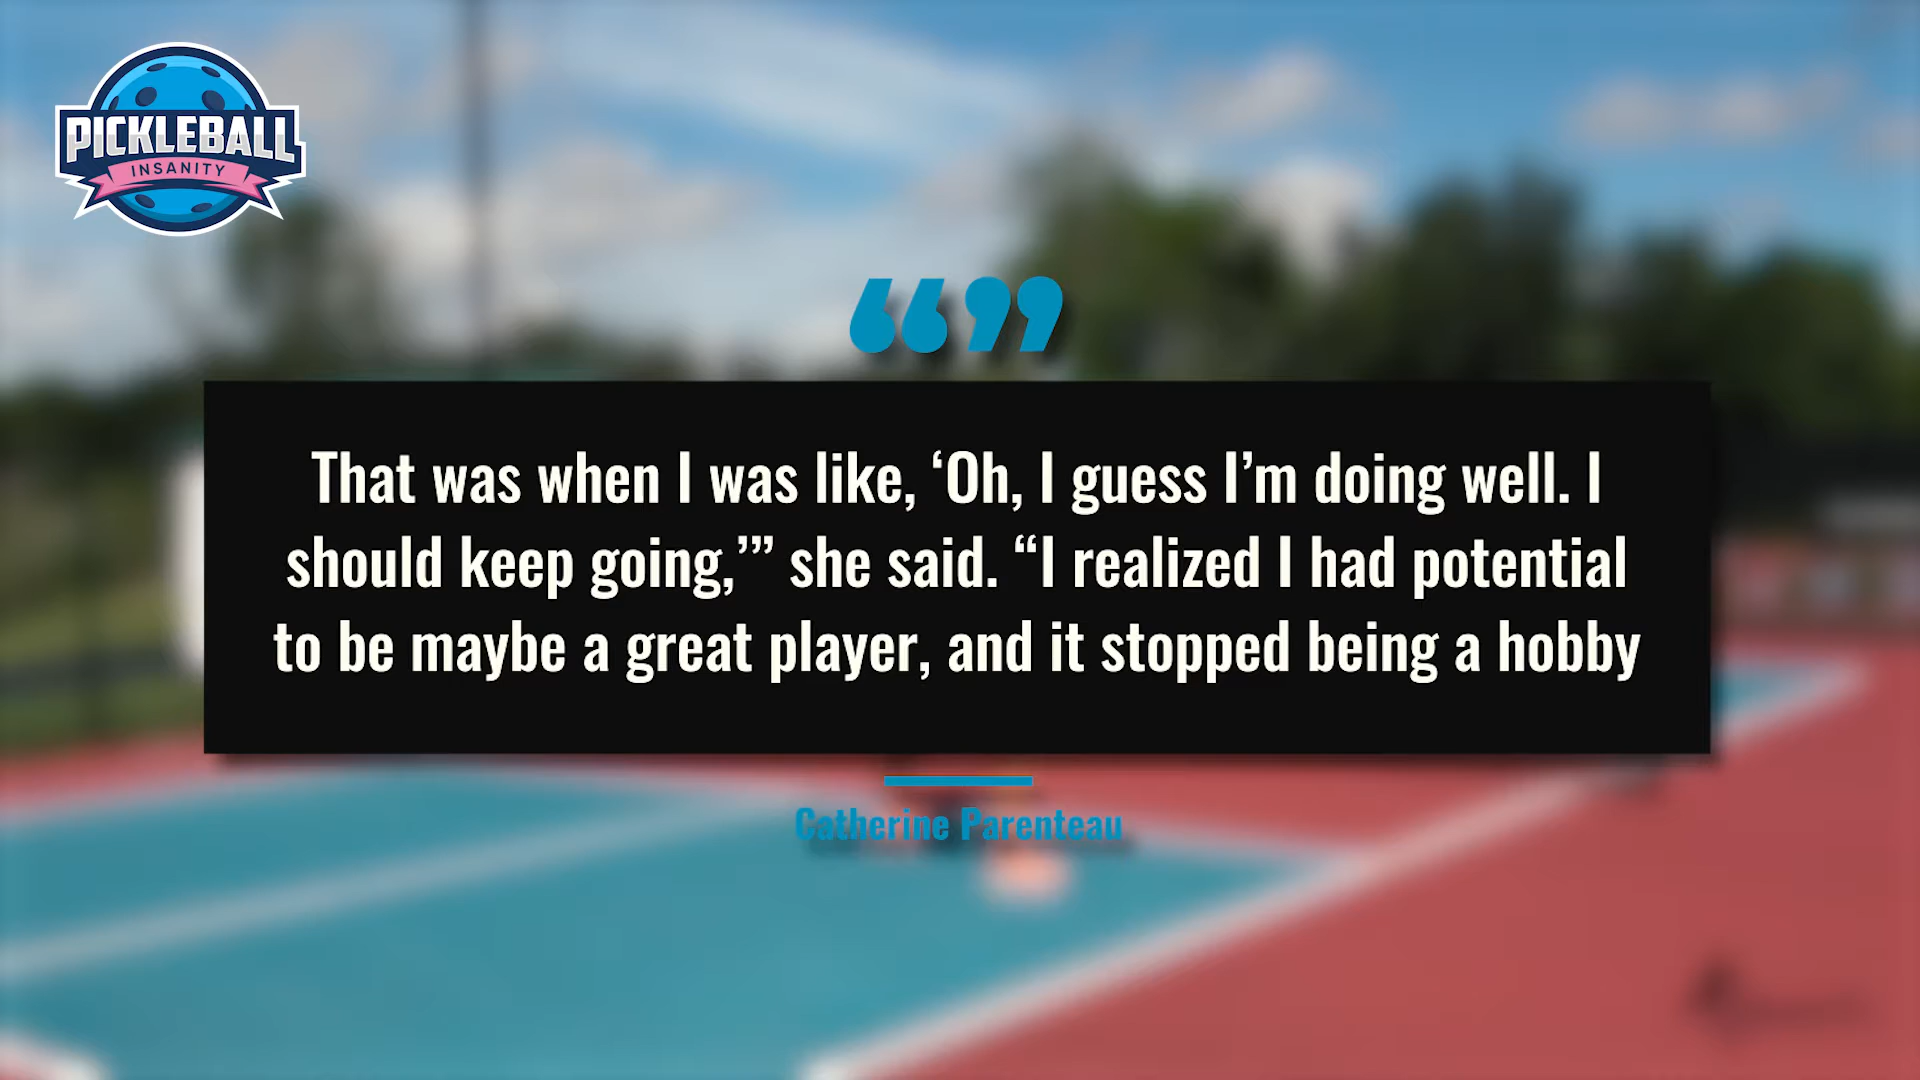 PICKLEBALL
INSANITY
“”
That was when I was like, ‘Oh, I guess I’m doing well. I
should keep going,’” she said. “I realized I had potential
to be maybe a great player, and it stopped being a hobby
Catherine Parenteau